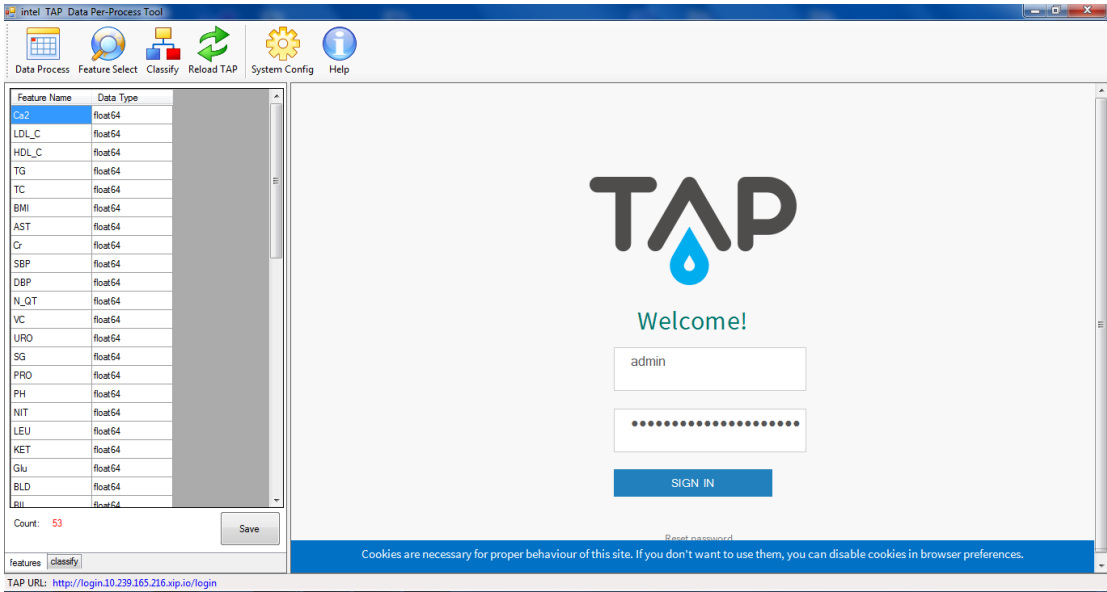 intel TAP Data Per-Process Tool
Data Process Feature Select Classify Reload TAP System Config Help
Feature Name Data Type
Ca2 float64
LDL_C float64
HDL_C float64
TG float64
TC float64
BMI float64
AST float64
Cr float64
SBP float64
DBP float64
N_QT float64
VC float64
URO float64
SG float64
PRO float64
PH float64
NIT float64
LEU float64
KET float64
Glu float64
BLD float64
BIL float64
Count: 53
Save
features classify
TAP
Welcome!
admin
SIGN IN
Reset password
Cookies are necessary for proper behaviour of this site. If you don't want to use them, you can disable cookies in browser preferences.
TAP URL: http://login.10.239.165.216.xip.io/login